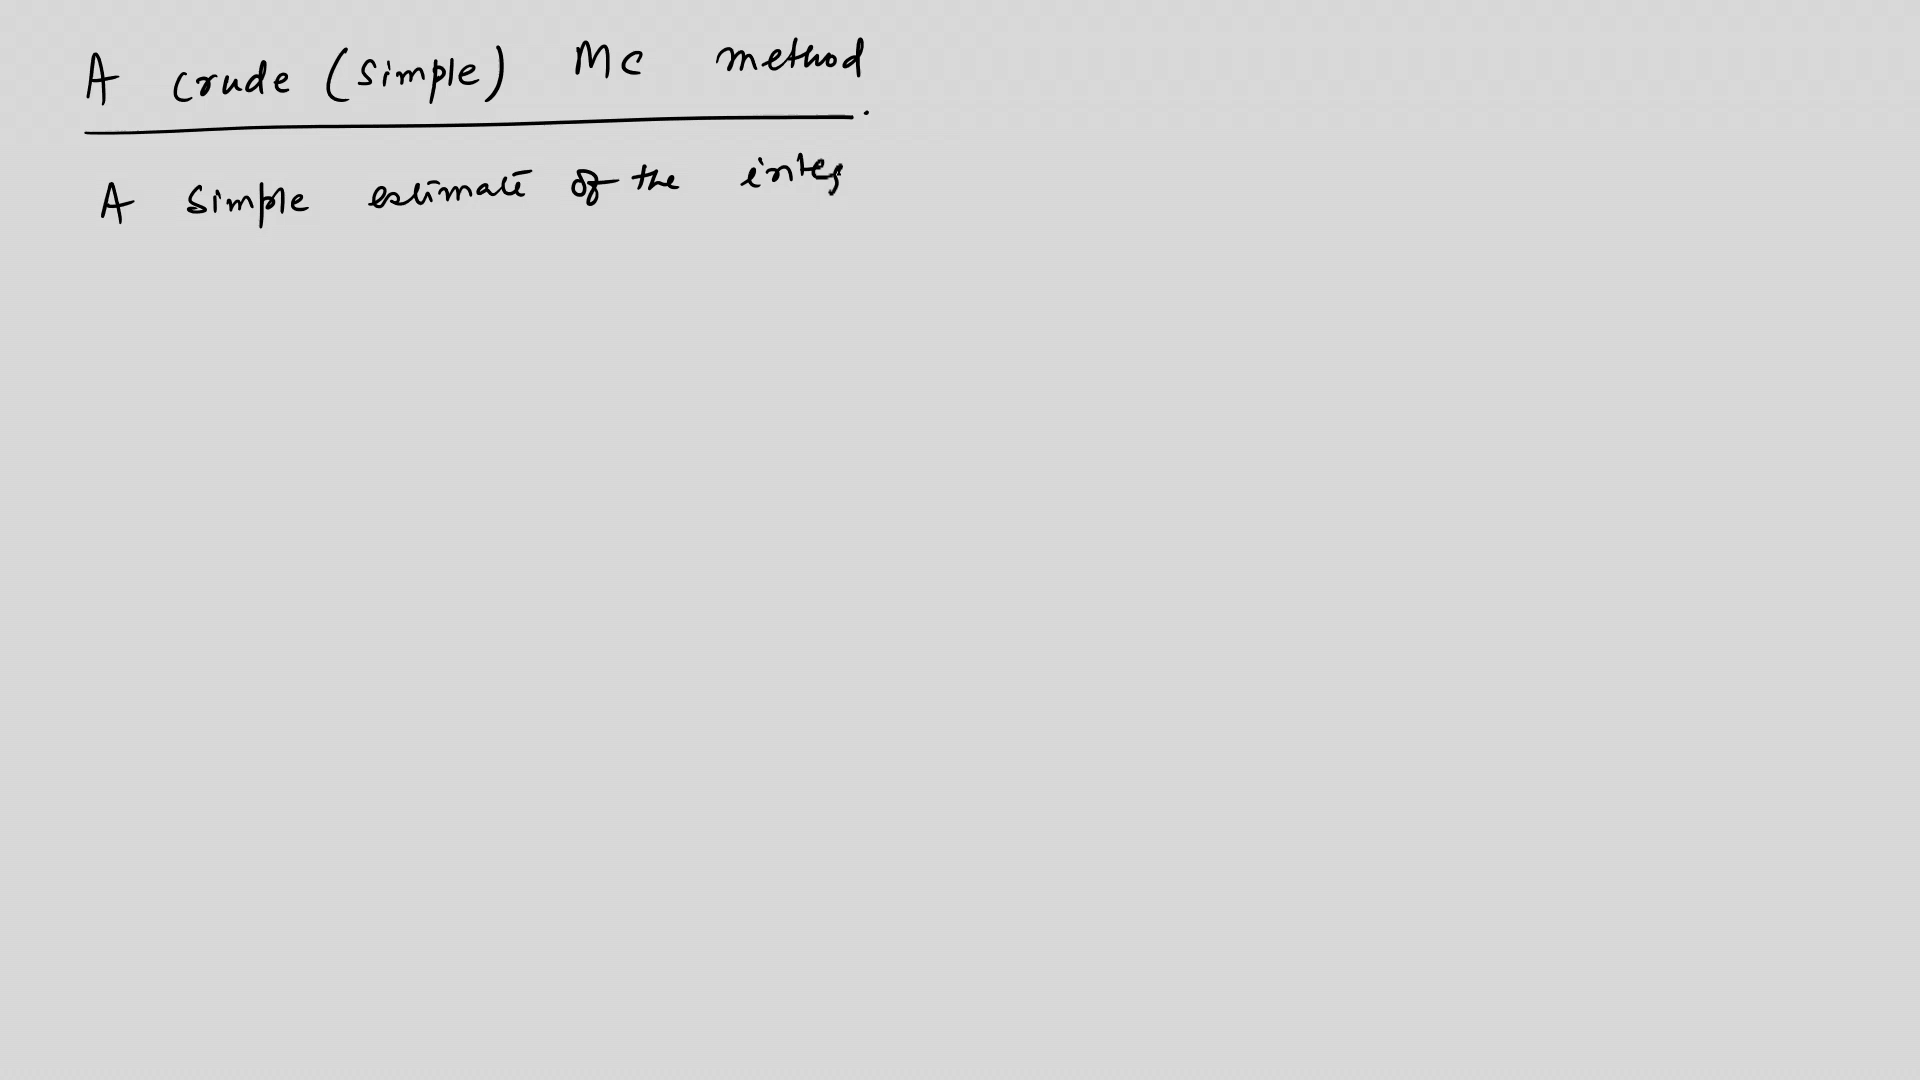 A crude (simple) MC method.
A simple estimate of the integ